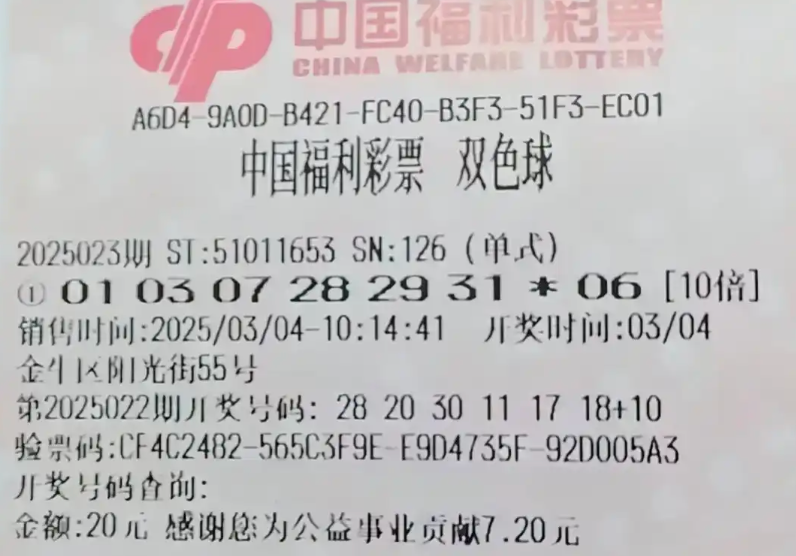 中国福利彩票
CHINA WELFARE LOTTERY
A6D4-9A0D-B421-FC40-B3F3-51F3-EC01
中国福利彩票 双色球
2025023期 ST:51011653 SN:126 (单式)
① 01 03 07 28 29 31 * 06 [10倍]
销售时间:2025/03/04-10:14:41 开奖时间:03/04
金牛区阳光街55号
第2025022期开奖号码: 28 20 30 11 17 18+10
验票码:CF4C2482-565C3F9E-E9D4735F-92D005A3
开奖号码查询:
金额:20元 感谢您为公益事业贡献7.20元